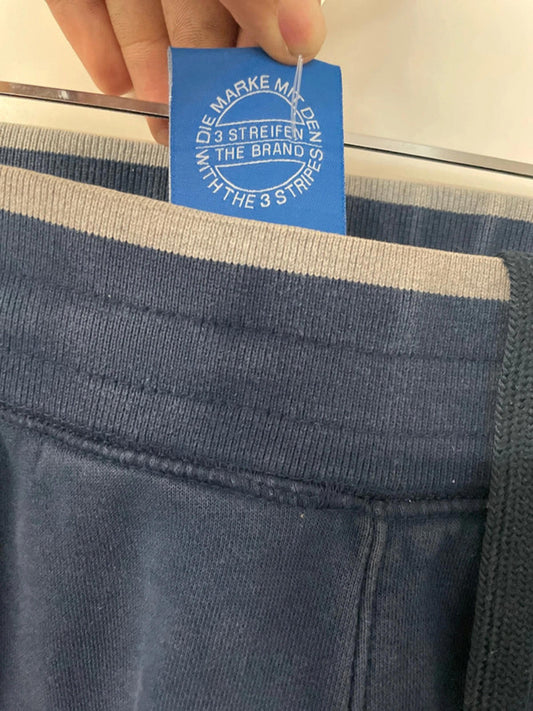 DIE MARKE MIT DEN
3 STREIFEN
THE BRAND
WITH THE 3 STRIPES